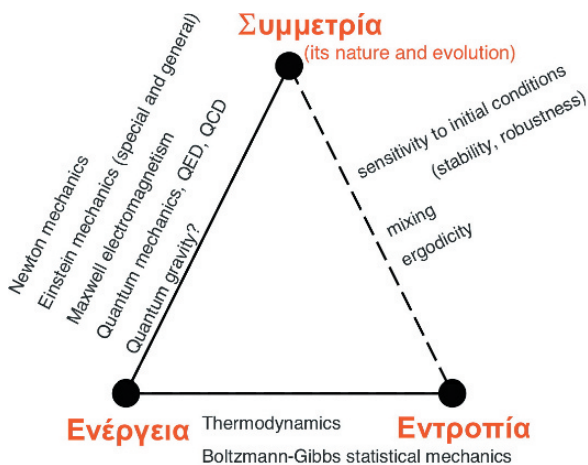 Συμμετρία
(its nature and evolution)
Newton mechanics
Einstein mechanics (special and general)
Maxwell electromagnetism
Quantum mechanics, QED, QCD
Quantum gravity?
sensitivity to initial conditions
(stability, robustness)
mixing
ergodicity
Ενέργεια
Thermodynamics
Boltzmann-Gibbs statistical mechanics
Εντροπία